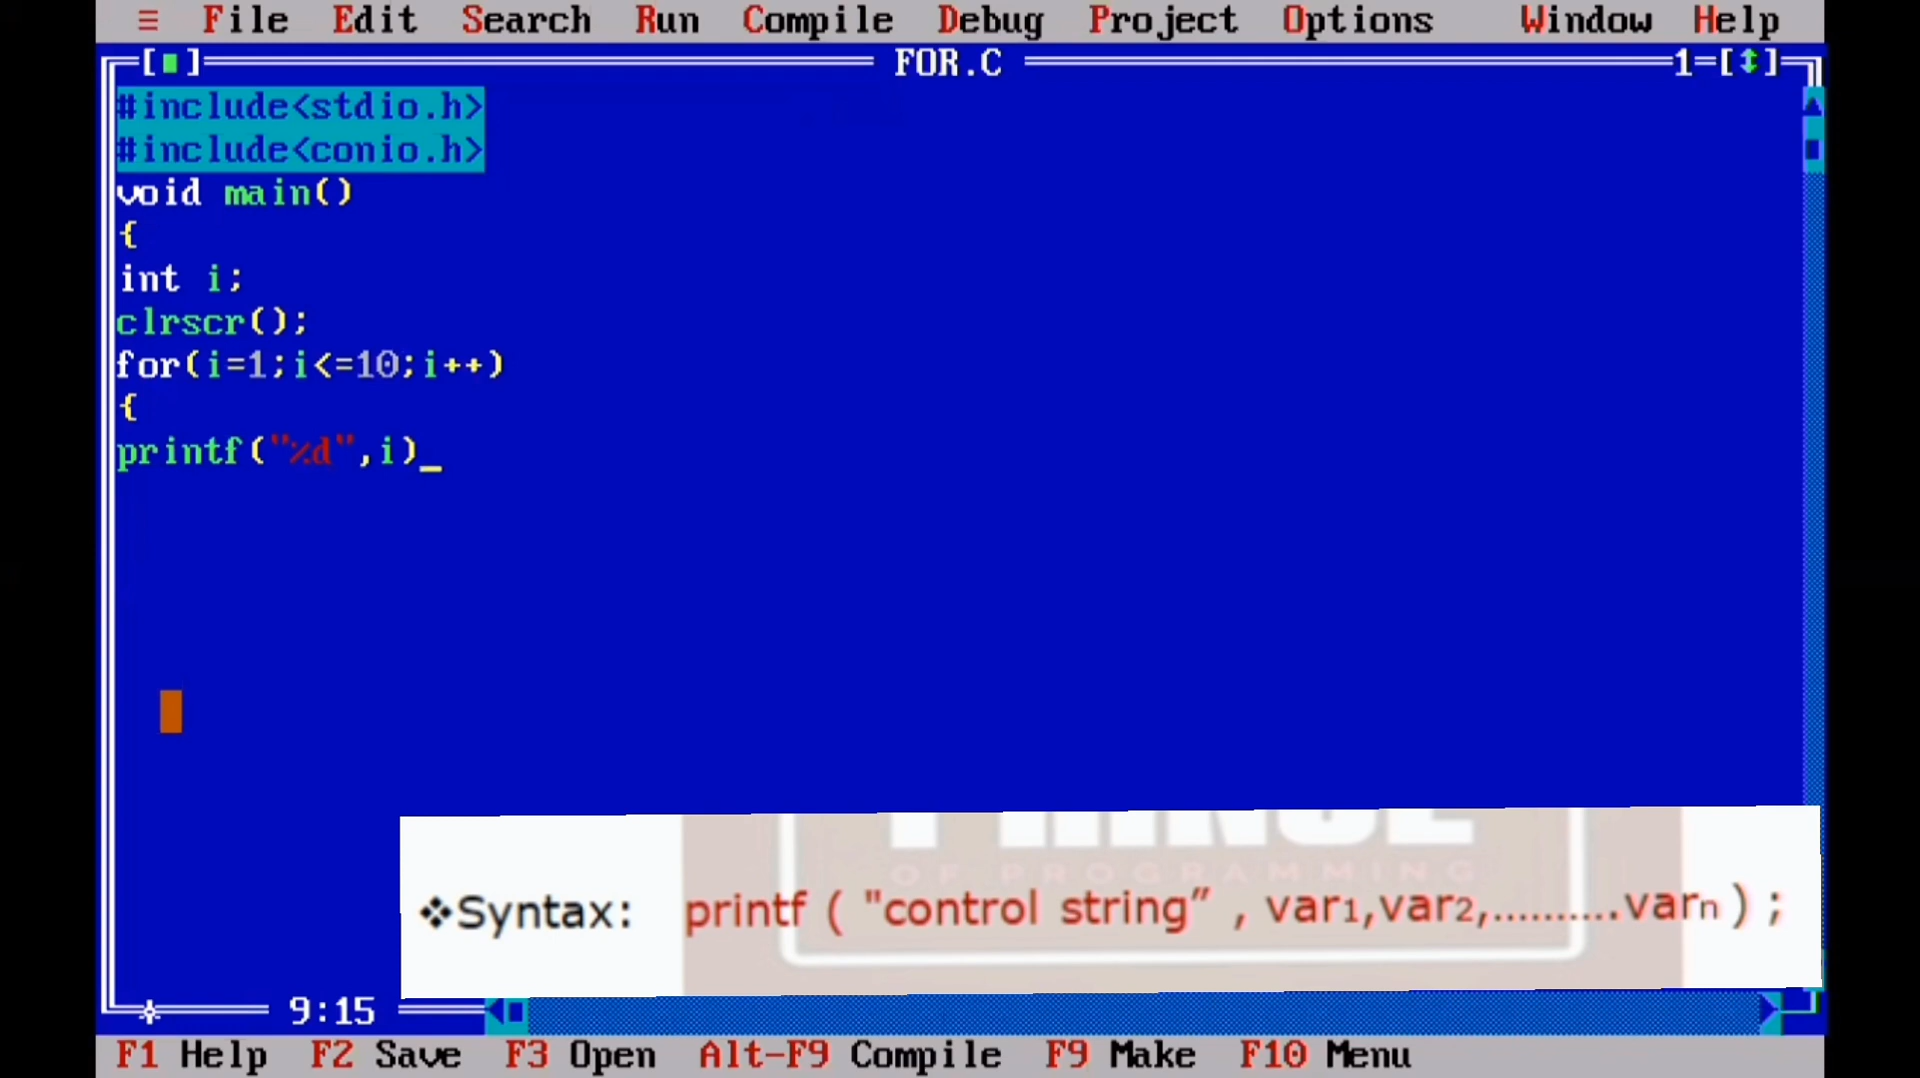 ≡ File Edit Search Run Compile Debug Project Options Window Help
[■] FOR.C 1=[↕]
#include<stdio.h>
#include<conio.h>
void main()
{
int i;
clrscr();
for(i=1;i<=10;i++)
{
printf("%d",i)_
OF PROGRAMMING
❖Syntax: printf ( "control string” , var1,var2,..........varn ) ;
9:15
F1 Help F2 Save F3 Open Alt-F9 Compile F9 Make F10 Menu